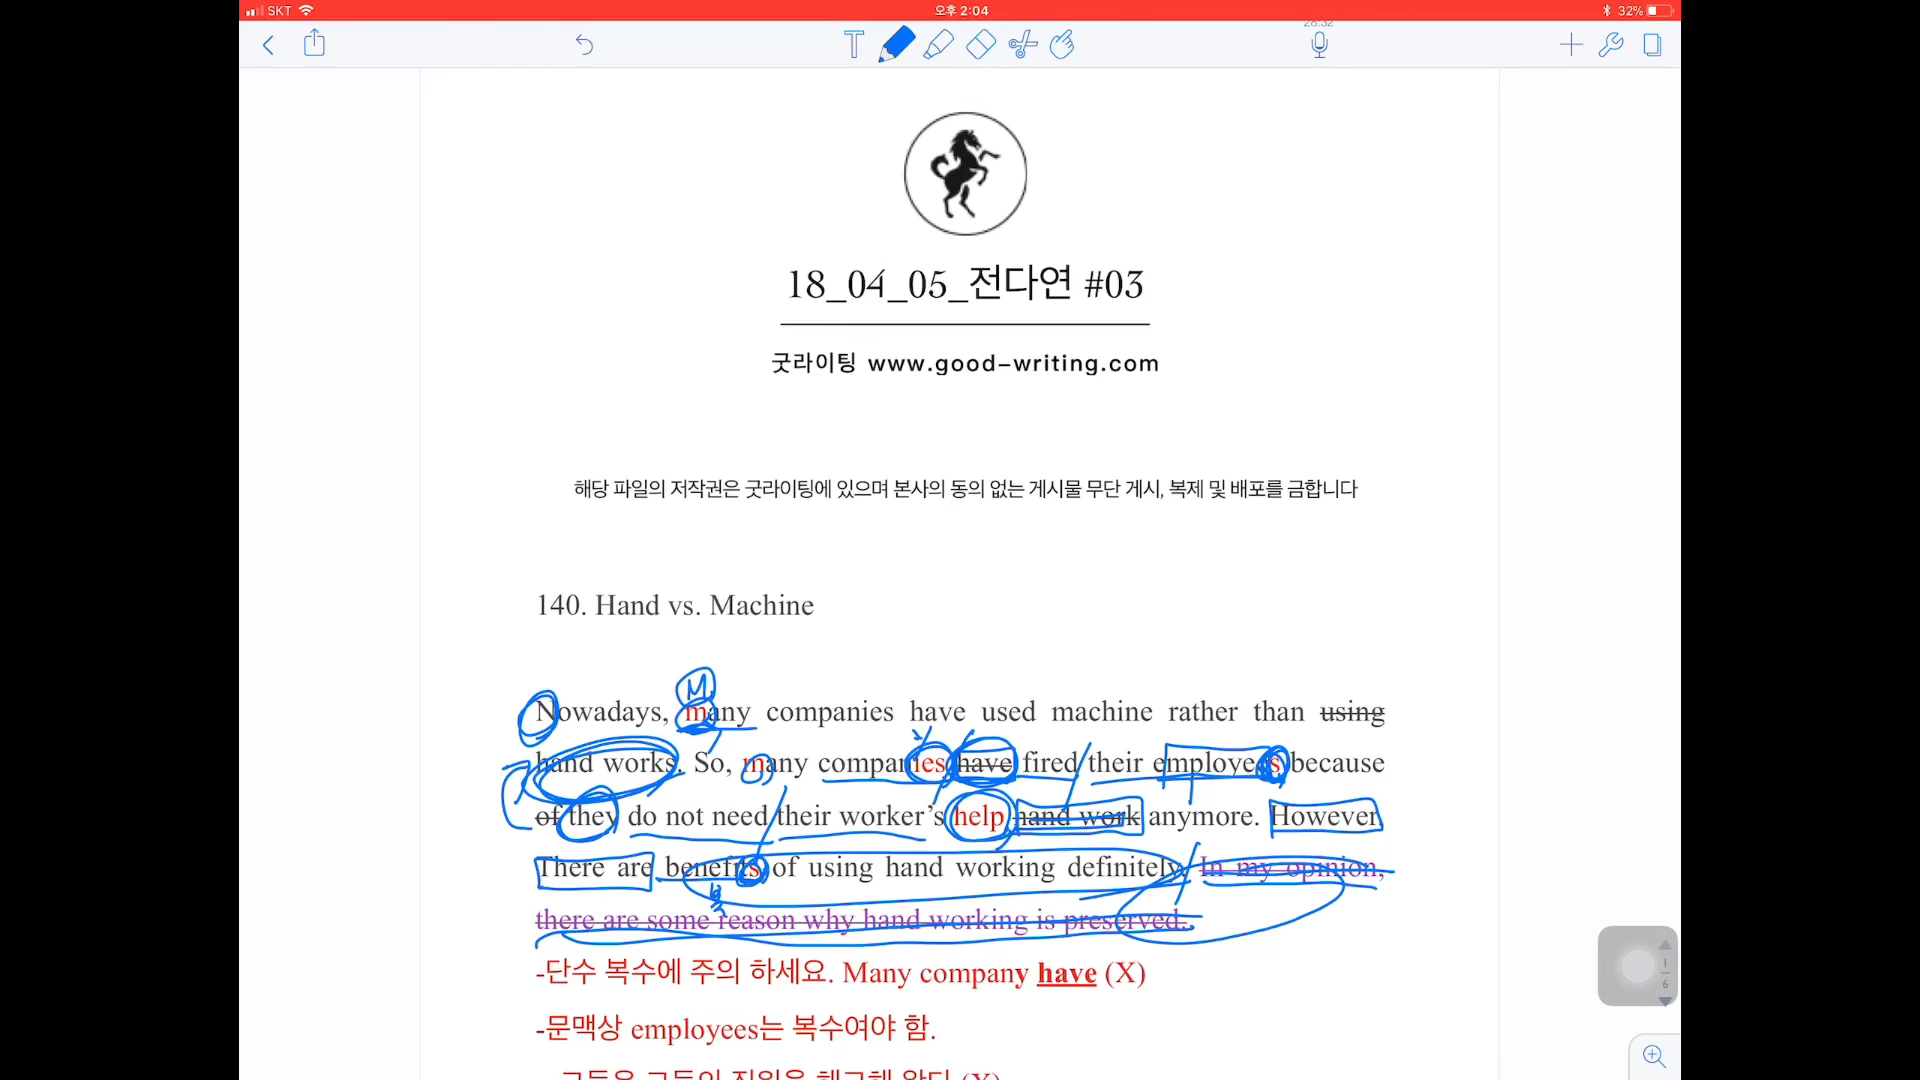 SKT 오후 2:04 32%
28:32
18_04_05_전다연 #03
굿라이팅 www.good-writing.com
해당 파일의 저작권은 굿라이팅에 있으며 본사의 동의 없는 게시물 무단 게시, 복제 및 배포를 금합니다
140. Hand vs. Machine
M
Nowadays, many companies have used machine rather than using
hand works. So, many companies have fired their employees because
of they do not need their worker's help hand work anymore. However,
There are benefits of using hand working definitely. In my opinion,
there are some reason why hand working is preserved.
-단수 복수에 주의 하세요. Many company have (X)
-문맥상 employees는 복수여야 함.
1
6